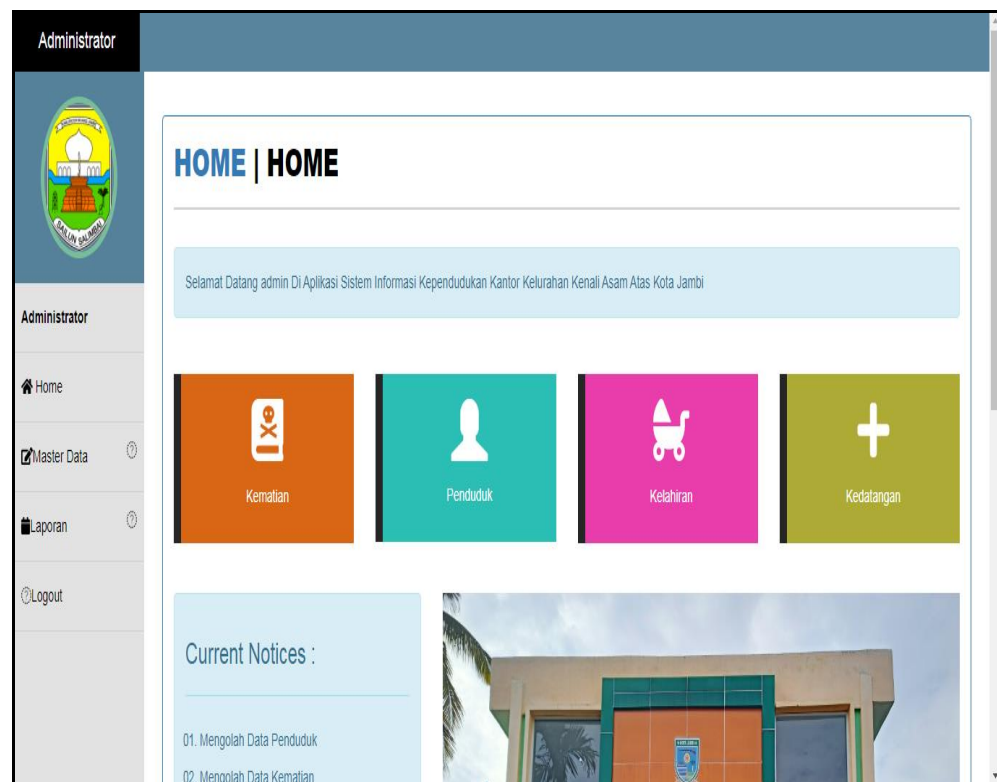 Administrator
HOME | HOME
Selamat Datang admin Di Aplikasi Sistem Informasi Kependudukan Kantor Kelurahan Kenali Asam Atas Kota Jambi
Administrator
Home
Master Data
Laporan
Logout
Kematian
Penduduk
Kelahiran
Kedatangan
Current Notices :
01. Mengolah Data Penduduk
02. Mengolah Data Kematian